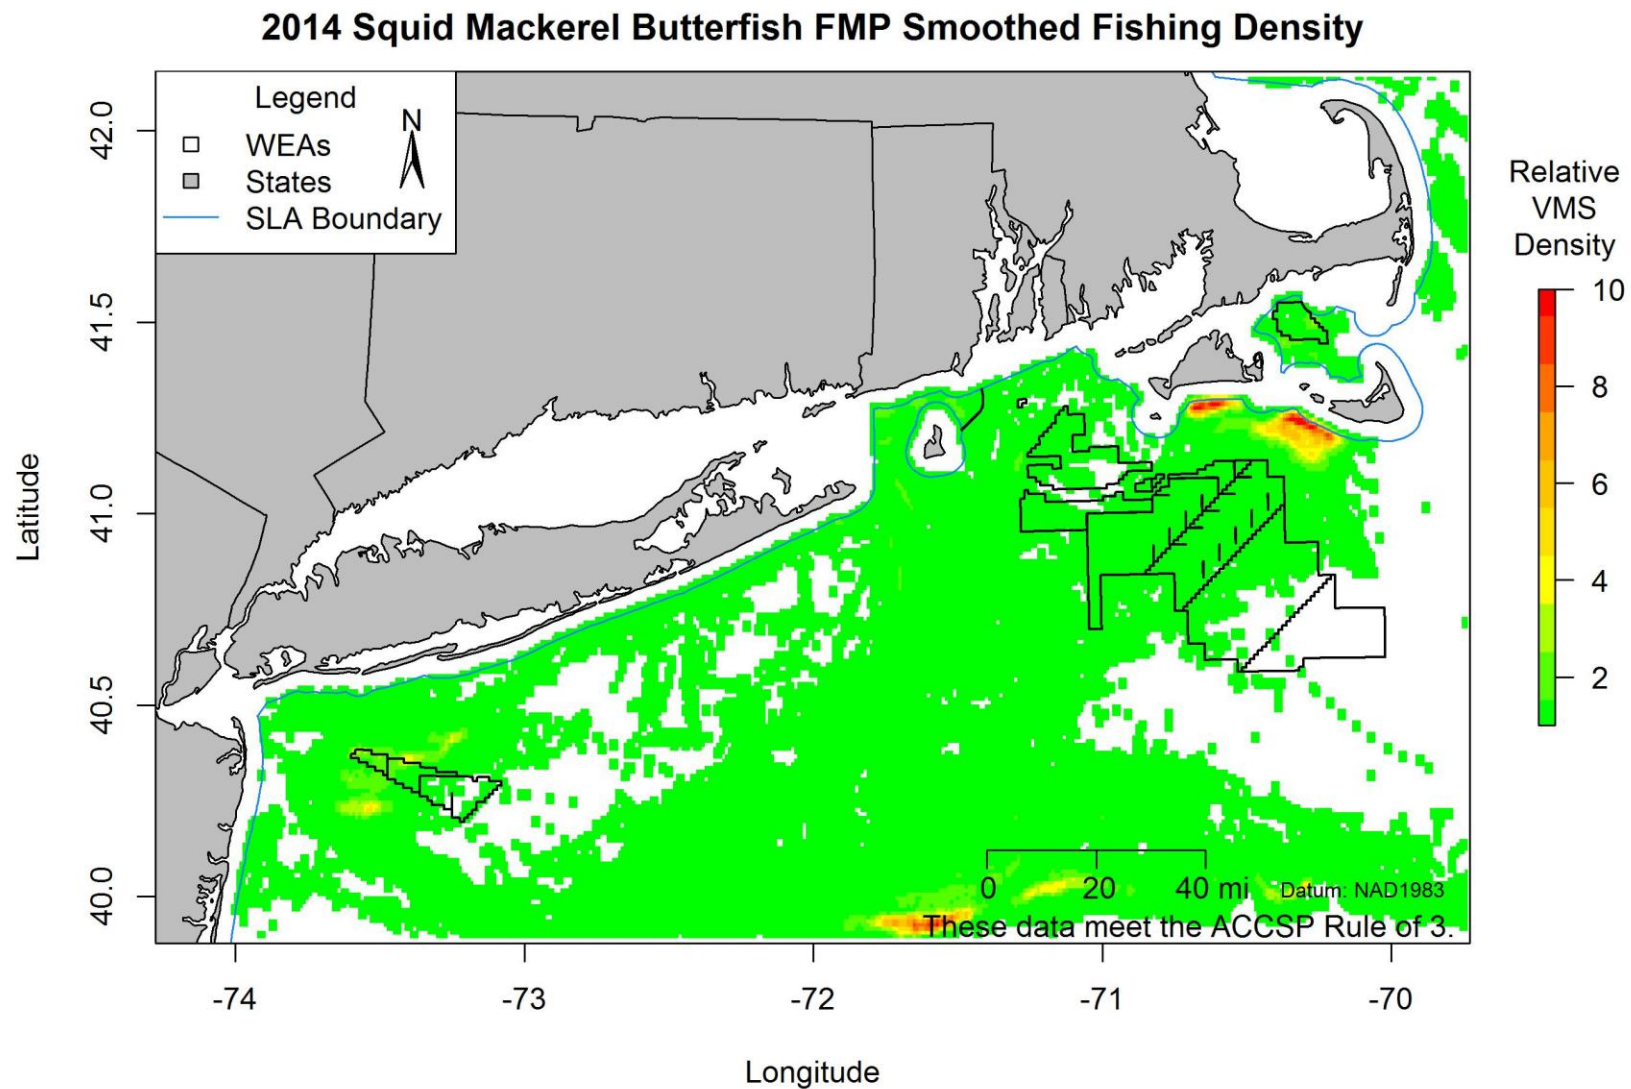 2014 Squid Mackerel Butterfish FMP Smoothed Fishing Density
Legend
N
WEAs
States
SLA Boundary
Latitude
42.0
41.5
41.0
40.5
40.0
Relative
VMS
Density
10
8
6
4
2
0 20 40 mi Datum: NAD1983
These data meet the ACCSP Rule of 3.
-74 -73 -72 -71 -70
Longitude